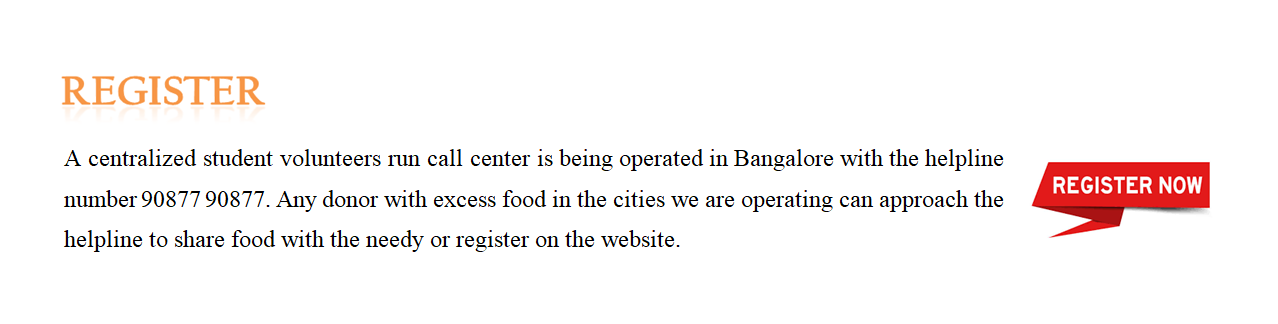 REGISTER
A centralized student volunteers run call center is being operated in Bangalore with the helpline
number 90877 90877. Any donor with excess food in the cities we are operating can approach the
helpline to share food with the needy or register on the website.
REGISTER NOW